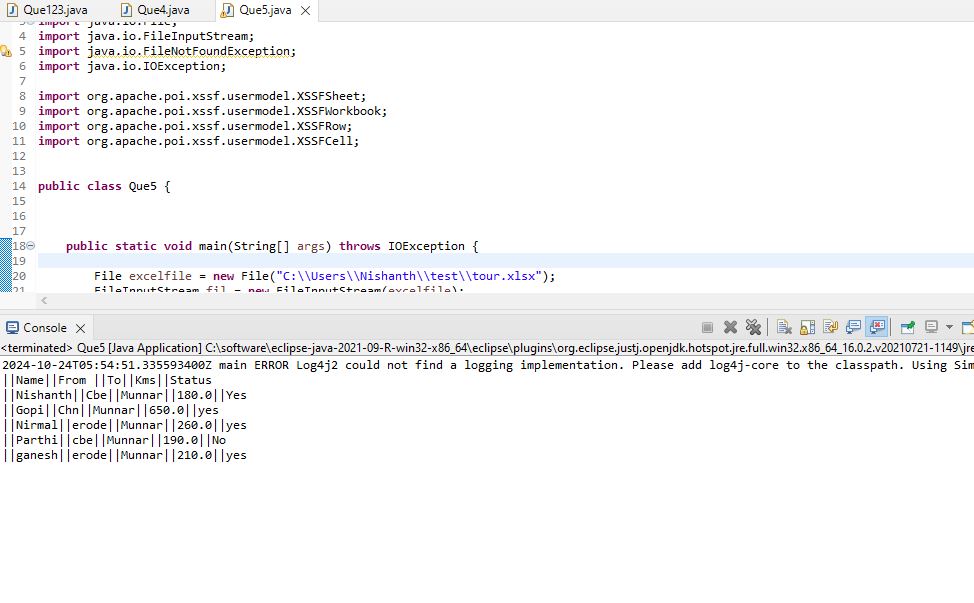 Que123.java Que4.java Que5.java
3 import java.io.File;
4 import java.io.FileInputStream;
5 import java.io.FileNotFoundException;
6 import java.io.IOException;
7
8 import org.apache.poi.xssf.usermodel.XSSFSheet;
9 import org.apache.poi.xssf.usermodel.XSSFWorkbook;
10 import org.apache.poi.xssf.usermodel.XSSFRow;
11 import org.apache.poi.xssf.usermodel.XSSFCell;
12
13
14 public class Que5 {
15
16
17
18 public static void main(String[] args) throws IOException {
19
20 File excelfile = new File("C:\\Users\\Nishanth\\test\\tour.xlsx");
21 FileInputStream fil = new FileInputStream(excelfile);
Console
<terminated> Que5 [Java Application] C:\software\eclipse-java-2021-09-R-win32-x86_64\eclipse\plugins\org.eclipse.justj.openjdk.hotspot.jre.full.win32.x86_64_16.0.2.v20210721-1149\jre
2024-10-24T05:54:51.335593400Z main ERROR Log4j2 could not find a logging implementation. Please add log4j-core to the classpath. Using Sim
||Name||From ||To||Kms||Status
||Nishanth||Cbe||Munnar||180.0||Yes
||Gopi||Chn||Munnar||650.0||yes
||Nirmal||erode||Munnar||260.0||yes
||Parthi||cbe||Munnar||190.0||No
||ganesh||erode||Munnar||210.0||yes